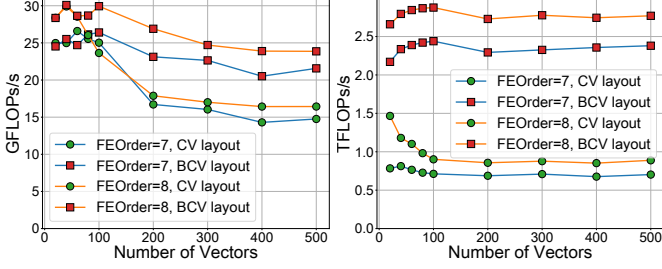 30
25
20
15
10
5
0
GFLOPs/s
FEOrder=7, CV layout
FEOrder=7, BCV layout
FEOrder=8, CV layout
FEOrder=8, BCV layout
0 100 200 300 400 500
Number of Vectors
2.5
2.0
1.5
1.0
0.5
0.0
TFLOPs/s
FEOrder=7, CV layout
FEOrder=7, BCV layout
FEOrder=8, CV layout
FEOrder=8, BCV layout
0 100 200 300 400 500
Number of Vectors